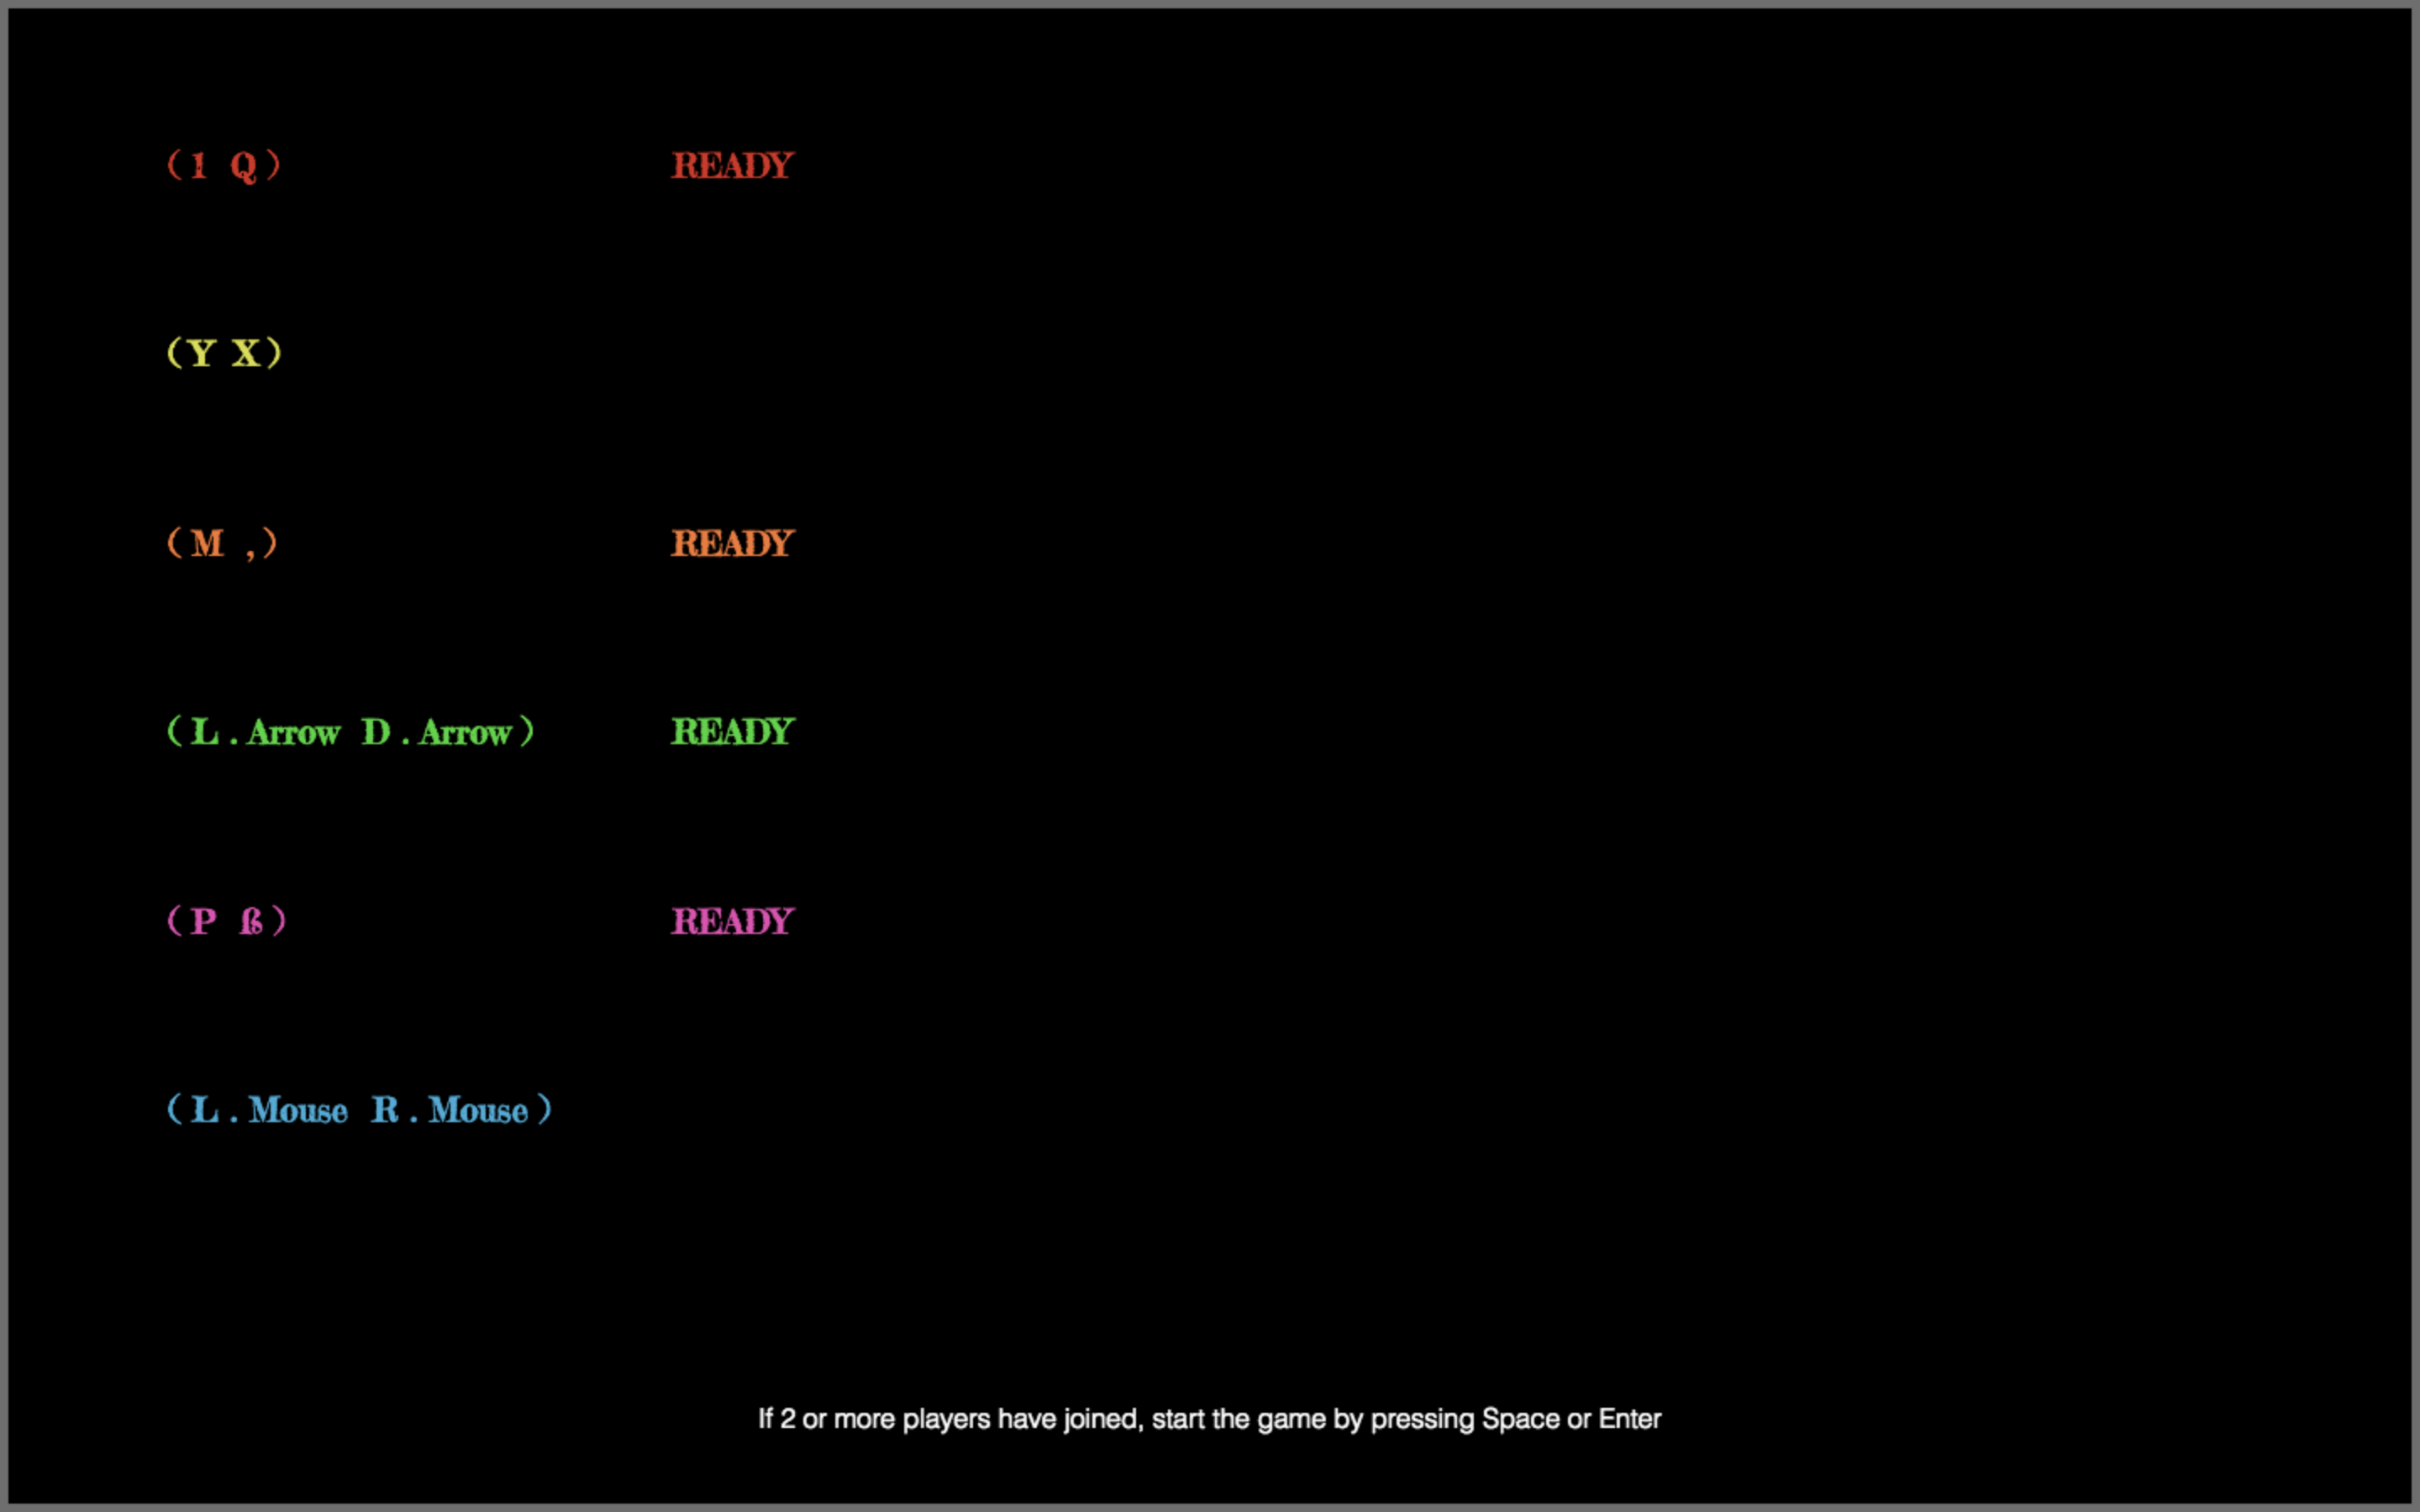 (1 Q) READY
(Y X)
(M ,) READY
(L.Arrow D.Arrow) READY
(P ß) READY
(L.Mouse R.Mouse)
If 2 or more players have joined, start the game by pressing Space or Enter